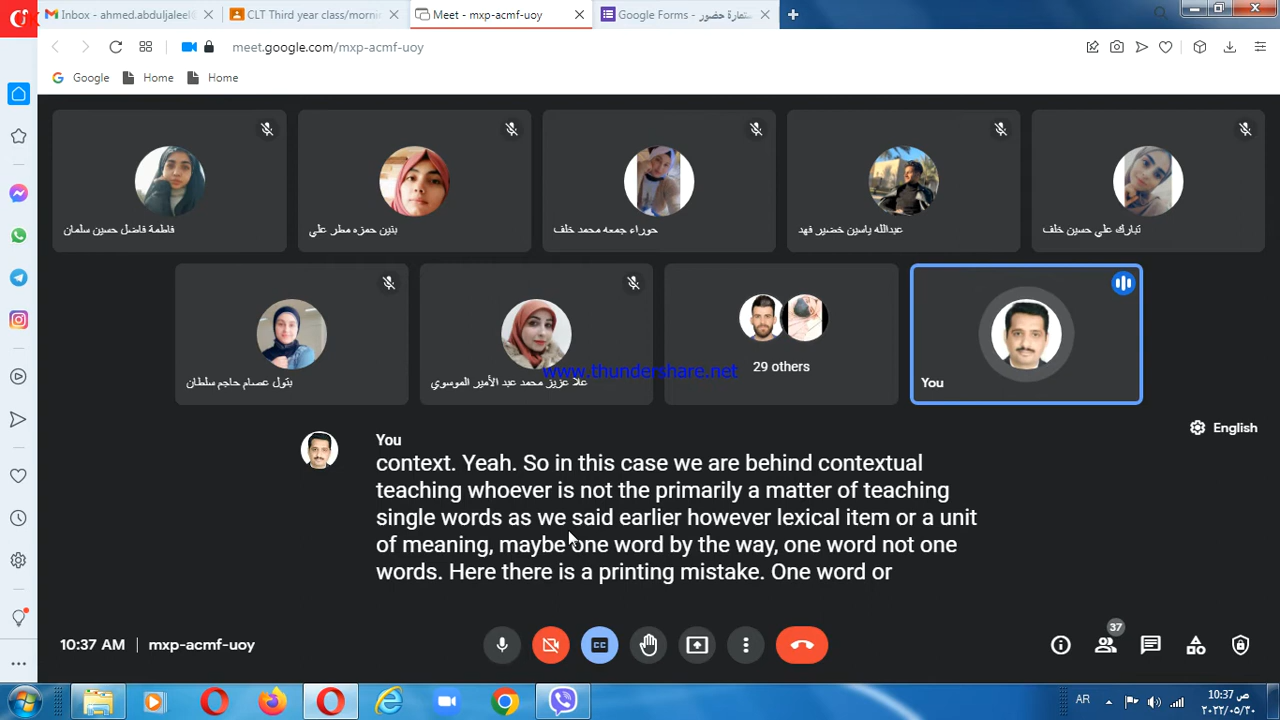 Inbox - ahmed.abduljaleel@
CLT Third year class/morni
Meet - mxp-acmf-uoy
Google Forms - استمارة حضور
meet.google.com/mxp-acmf-uoy
Google
Home
Home
فاطمة فاضل حسين سلمان
بنين حمزه مطر علي
حوراء جمعه محمد خلف
عبدالله ياسين خضير فهد
تبارك علي حسين خلف
بتول عصام حاجم سلطان
علا عزيز محمد عبد الأمير الموسوي
29 others
You
www.thundershare.net
English
You
context. Yeah. So in this case we are behind contextual
teaching whoever is not the primarily a matter of teaching
single words as we said earlier however lexical item or a unit
of meaning, maybe one word by the way, one word not one
words. Here there is a printing mistake. One word or
10:37 AM | mxp-acmf-uoy
37
AR
10:37 ص
٢٠٢٢/٠٥/٣٠